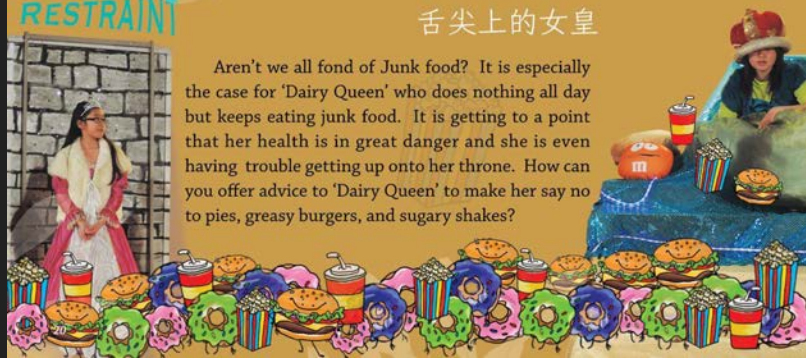 RESTRAINT
舌尖上的女皇
Aren't we all fond of Junk food? It is especially
the case for 'Dairy Queen' who does nothing all day
but keeps eating junk food. It is getting to a point
that her health is in great danger and she is even
having trouble getting up onto her throne. How can
you offer advice to 'Dairy Queen' to make her say no
to pies, greasy burgers, and sugary shakes?
m
20